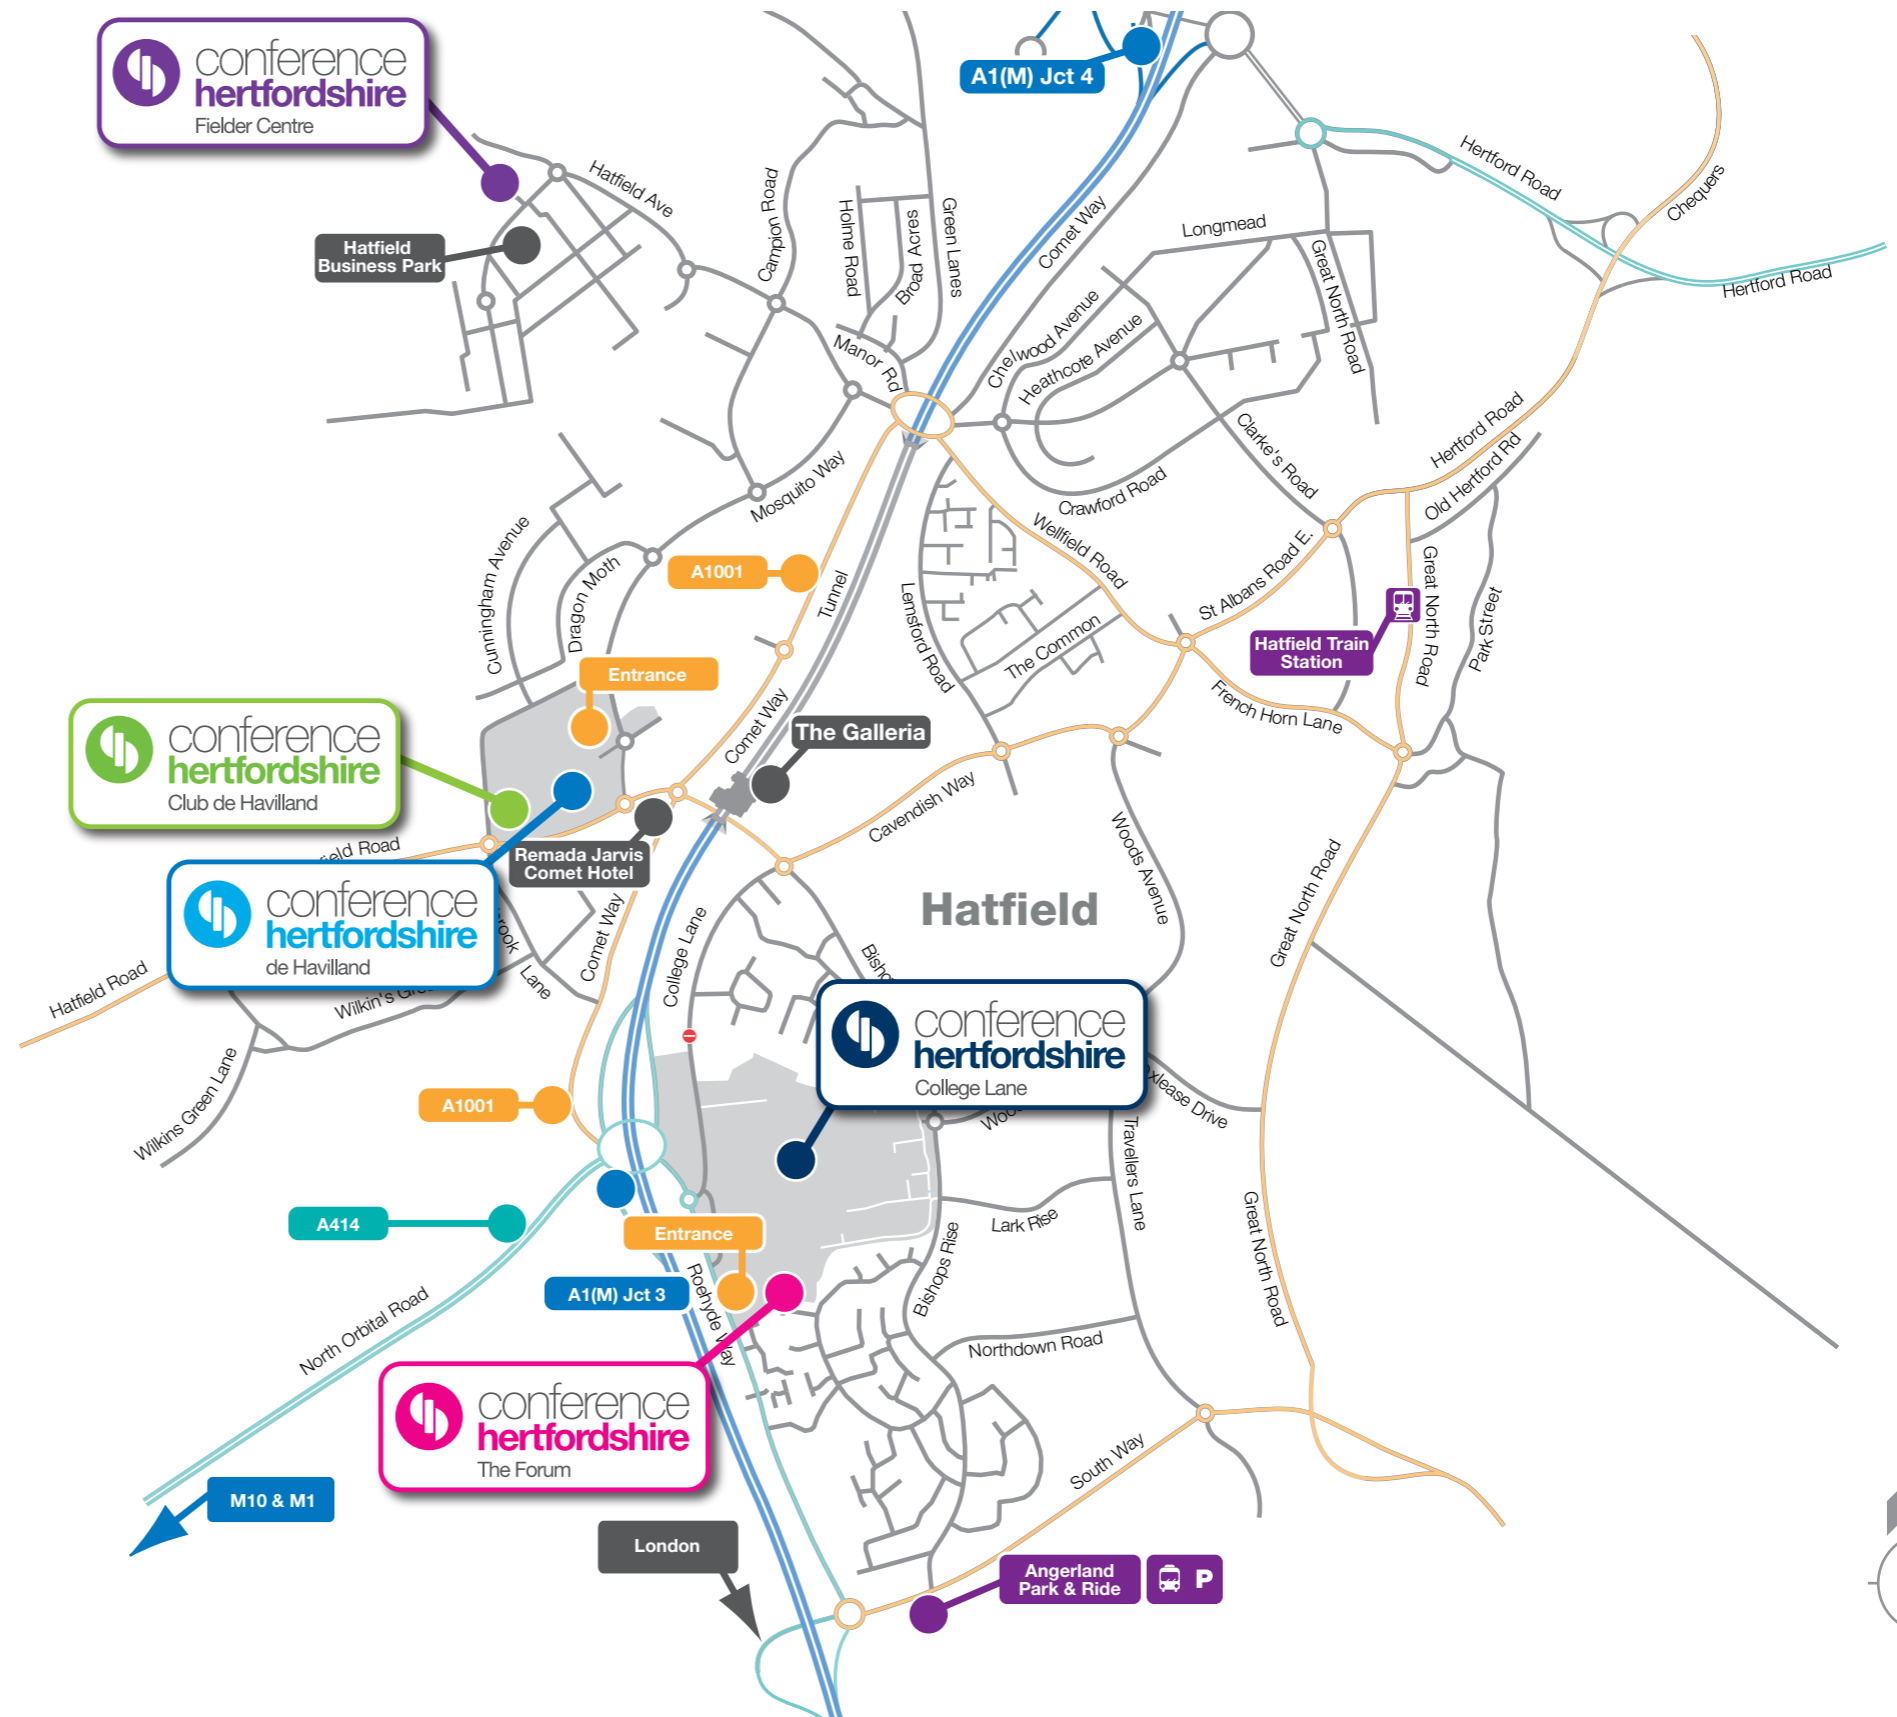 conference
hertfordshire
Fielder Centre
A1(M) Jct 4
Hatfield Ave
Hatfield
Business Park
Campion Road
Holme Road
Broad Acres
Green Lanes
Comet Way
Longmead
Great North Road
Hertford Road
Chequers
Hertford Road
Manor Rd
Chelwood Avenue
Heathcote Avenue
Clarke's Road
Crawford Road
Hertford Road
Old Hertford Rd
Mosquito Way
Cunningham Avenue
Dragon Moth
A1001
Tunnel
Wellfield Road
Lemsford Road
The Common
St Albans Road E.
Great North Road
Park Street
Hatfield Train
Station
French Horn Lane
Entrance
Comet Way
The Galleria
conference
hertfordshire
Club de Havilland
Cavendish Way
Woods Avenue
Great North Road
Remada Jarvis
Comet Hotel
Road
conference
hertfordshire
de Havilland
Hatfield Road
Lane
Comet Way
College Lane
Hatfield
Wilkin's
Wilkins Green Lane
conference
hertfordshire
College Lane
Drive
A1001
Travellers Lane
A414
Entrance
Lark Rise
Bishops Rise
Great North Road
A1(M) Jct 3
Roehyde Way
North Orbital Road
Northdown Road
conference
hertfordshire
The Forum
South Way
M10 & M1
London
Angerland
Park & Ride
P